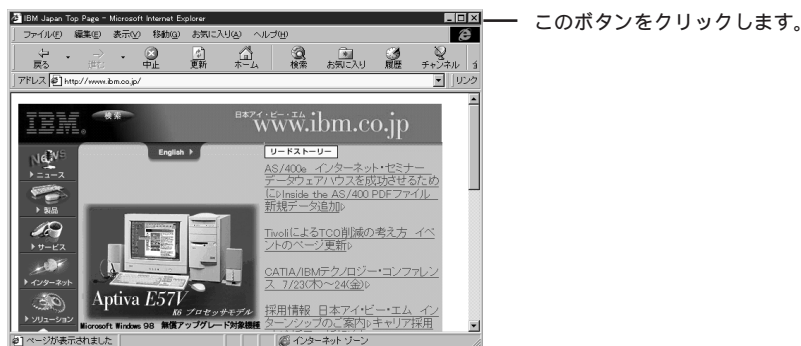 IBM Japan Top Page - Microsoft Internet Explorer
このボタンをクリックします。
ファイル(F) 編集(E) 表示(V) 移動(G) お気に入り(A) ヘルプ(H)
戻る 進む 中止 更新 ホーム 検索 お気に入り 履歴 チャンネル
アドレス http://www.ibm.co.jp/ リンク
IBM 検索
日本アイ・ビー・エム
www.ibm.co.jp
English
NeWs
ニュース
製品
サービス
インターネット
ソリューション
リードストーリー
AS/400e インターネット・セミナー
データウェアハウスを成功させるため
に Inside the AS/400 PDFファイル
新規データ追加
TivoliによるTCO削減の考え方 イベ
ントのページ更新
CATIA/IBMテクノロジー・コンファレン
ス 7/23(木)~24(金)
採用情報 日本アイ・ビー・エム イン
ターンシップのご案内 キャリア採用
Aptiva E57V
K6 プロセッサモデル
Microsoft Windows 98 無償アップグレード対象機種
ページが表示されました
インターネット ゾーン